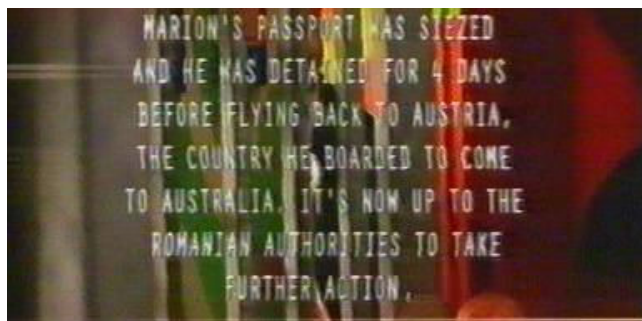 MARION'S PASSPORT WAS SIEZED
AND HE WAS DETAINED FOR 4 DAYS
BEFORE FLYING BACK TO AUSTRIA,
THE COUNTRY HE BOARDED TO COME
TO AUSTRALIA. IT'S NOW UP TO THE
ROMANIAN AUTHORITIES TO TAKE
FURTHER ACTION.